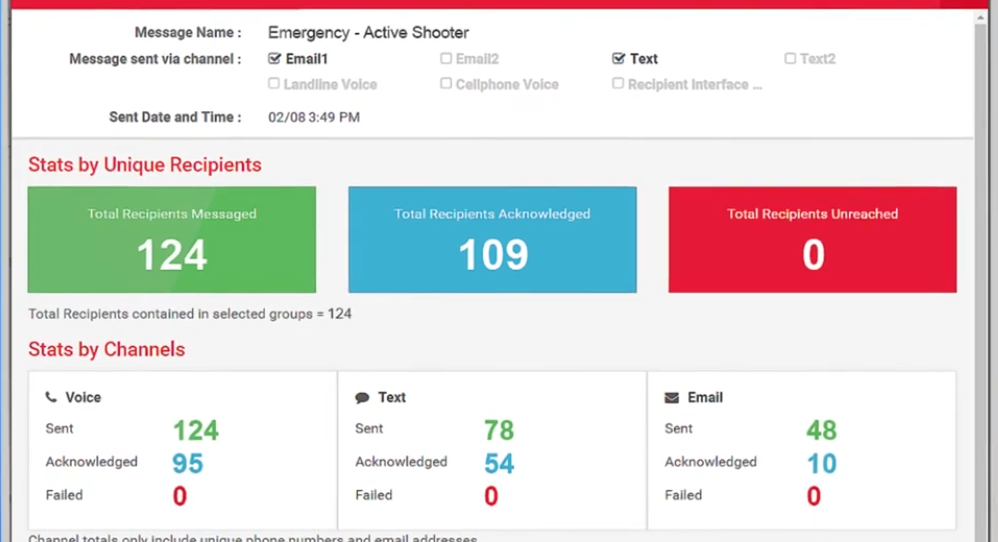 Message Name : Emergency - Active Shooter
Message sent via channel : Email1 Email2 Text Text2
Landline Voice Cellphone Voice Recipient Interface ...
Sent Date and Time : 02/08 3:49 PM
Stats by Unique Recipients
Total Recipients Messaged Total Recipients Acknowledged Total Recipients Unreached
124 109 0
Total Recipients contained in selected groups = 124
Stats by Channels
Voice Text Email
Sent 124 Sent 78 Sent 48
Acknowledged 95 Acknowledged 54 Acknowledged 10
Failed 0 Failed 0 Failed 0
Channel totals only include unique phone numbers and email addresses